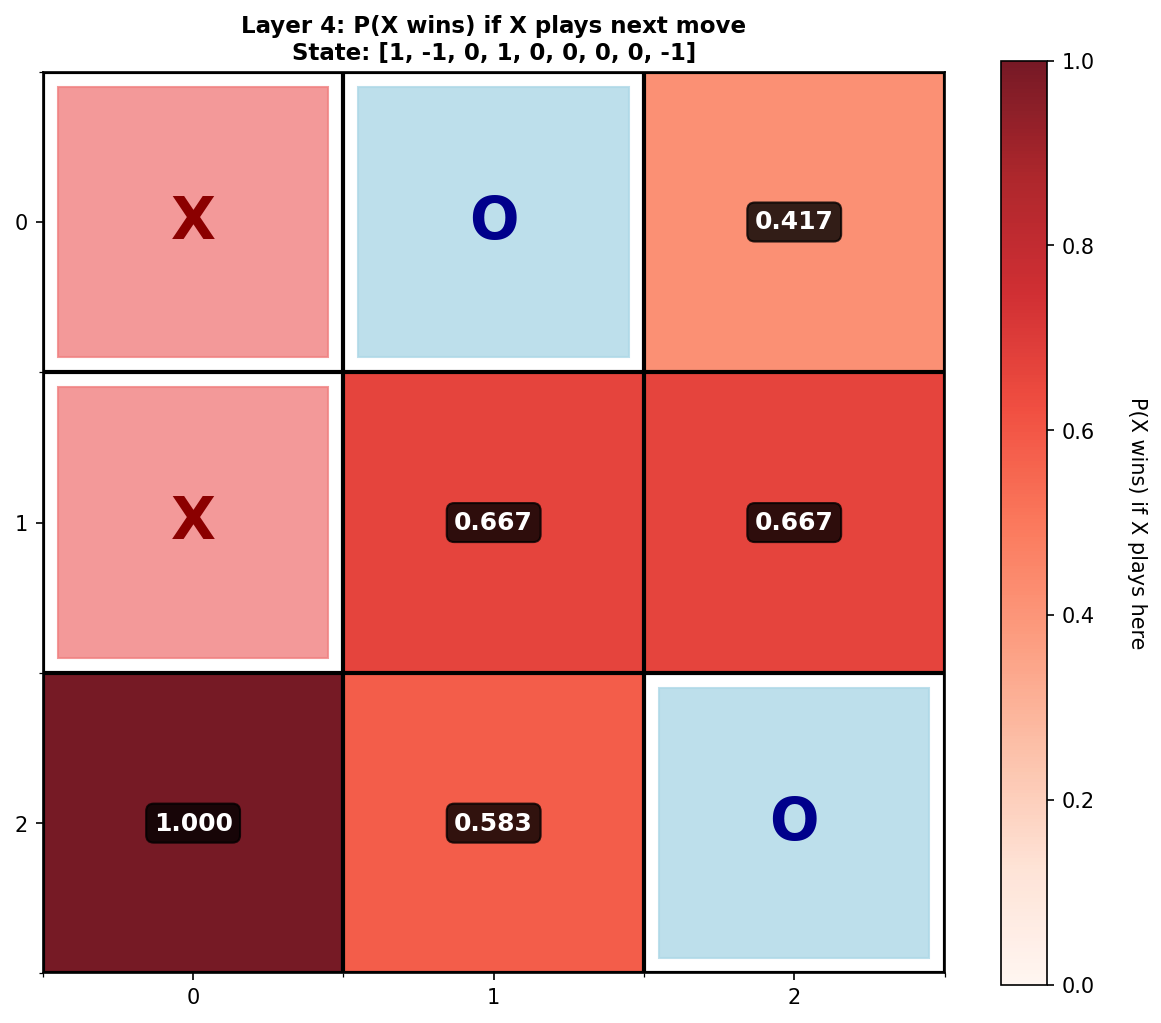 Layer 4: P(X wins) if X plays next move
State: [1, -1, 0, 1, 0, 0, 0, 0, -1]
X
O
0.417
X
0.667
0.667
1.000
0.583
O
0
1
2
0
1
2
1.0
0.8
0.6
0.4
0.2
0.0
P(X wins) if X plays here